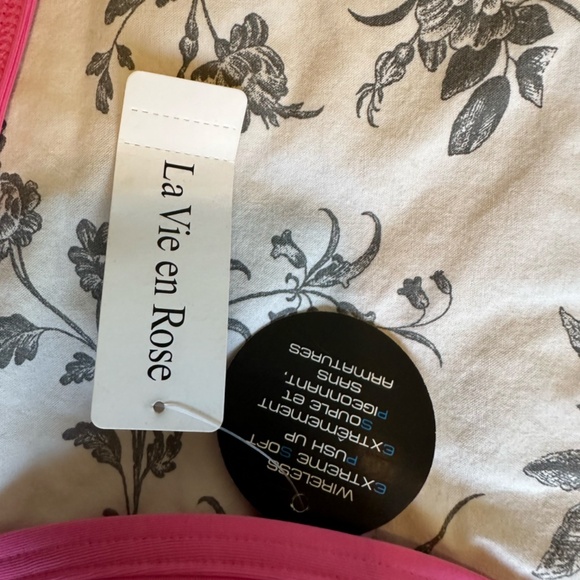 La Vie en Rose
WIRELESS
EXTREME SOFT
PUSH UP
EXTRÊMEMENT
SOUPLE ET
PIGEONNANT,
SANS
ARMATURES